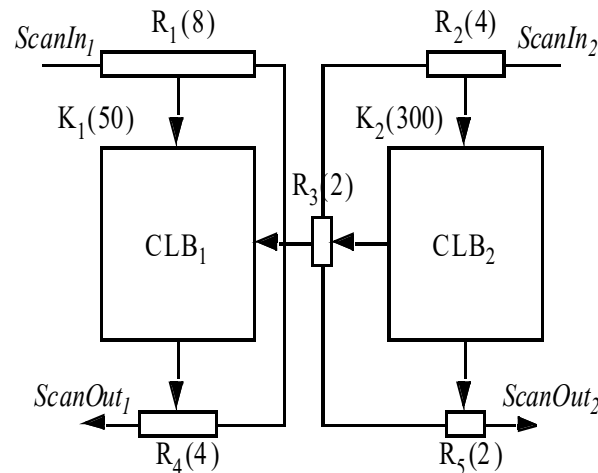 R₁(8)
R₂(4)
ScanIn₁
ScanIn₂
K₁(50)
K₂(300)
R₃(2)
CLB₁
CLB₂
ScanOut₁
ScanOut₂
R₄(4)
R₅(2)